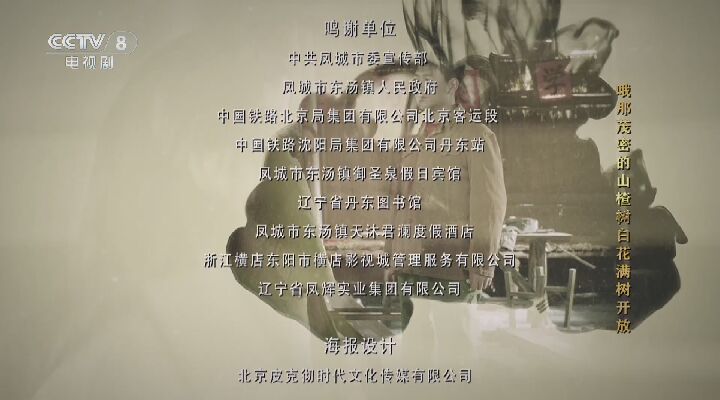 CCTV 8
电视剧
鸣谢单位
中共凤城市委宣传部
凤城市东汤镇人民政府
中国铁路北京局集团有限公司北京客运段
中国铁路沈阳局集团有限公司丹东站
凤城市东汤镇御圣泉假日宾馆
辽宁省丹东图书馆
凤城市东汤镇天沐君澜度假酒店
浙江横店东阳市横店影视城管理服务有限公司
辽宁省凤辉实业集团有限公司
海报设计
北京皮克彻时代文化传媒有限公司
哦那茂密的山楂树白花满树开放
学